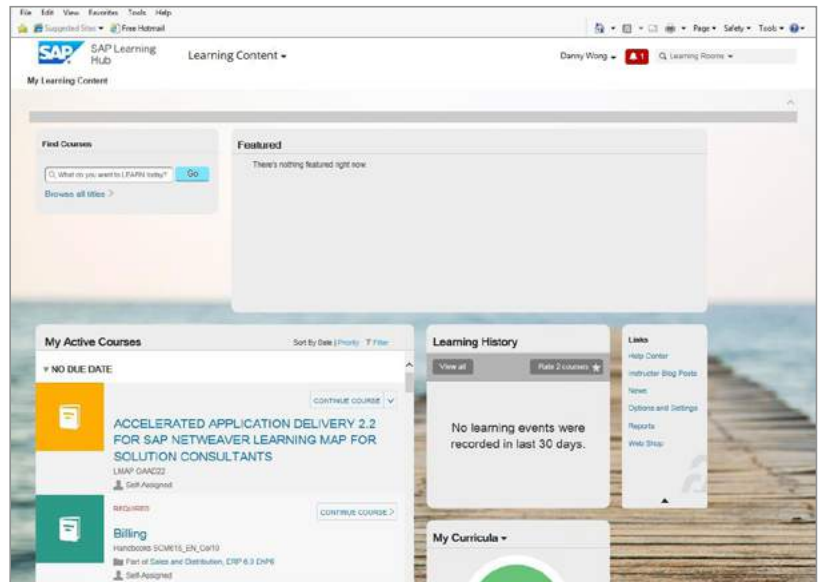 File Edit View Favorites Tools Help
Suggested Sites Free Hotmail
Page Safety Tools
SAP SAP Learning Hub
Learning Content
Danny Wong
1
Learning Rooms
My Learning Content
Find Courses
What do you want to LEARN today? Go
Browse all titles >
Featured
There's nothing featured right now
My Active Courses
Sort By Date | Priority Filter
NO DUE DATE
CONTINUE COURSE
ACCELERATED APPLICATION DELIVERY 2.2
FOR SAP NETWEAVER LEARNING MAP FOR
SOLUTION CONSULTANTS
Self-Assigned
REQUIRED
CONTINUE COURSE >
Billing
Handbooks SCM615_EN_Col10
Part of Sales and Distribution, ERP 6.0 EHP6
Self-Assigned
Learning History
View all
Rate 2 courses
No learning events were
recorded in last 30 days.
My Curricula
Links
Help Center
Instructor Blog Posts
News
Options and Settings
Reports
Web Shop